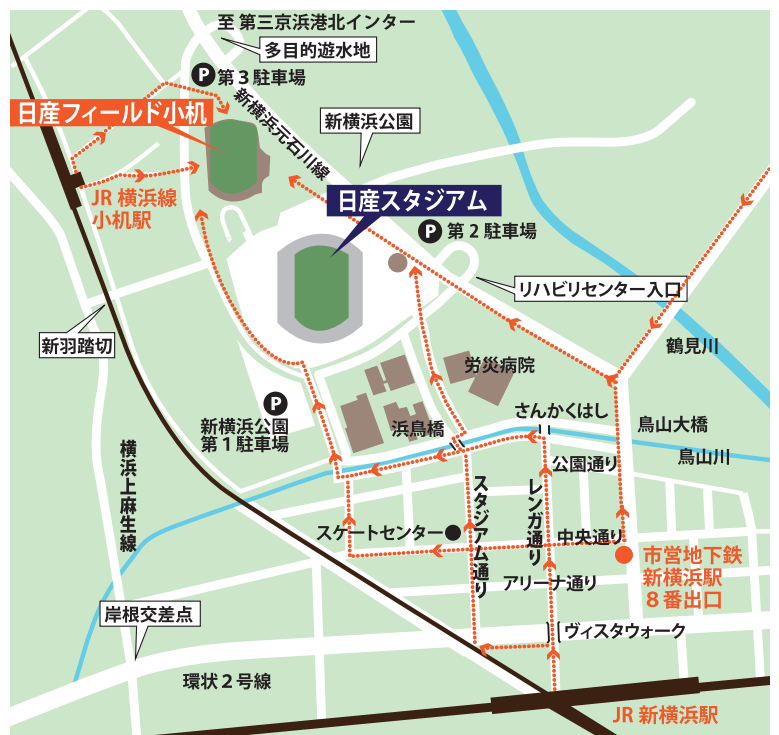 至 第三京浜港北インター
多目的遊水地
P
第3駐車場
日産フィールド小机
新横浜元石川線
新横浜公園
JR 横浜線
小机駅
日産スタジアム
P
第2駐車場
リハビリセンター入口
新羽踏切
鶴見川
労災病院
P
新横浜公園
第1駐車場
浜鳥橋
さんかくはし
鳥山大橋
鳥山川
横浜上麻生線
公園通り
スタジアム通り
レンガ通り
スケートセンター
中央通り
市営地下鉄
新横浜駅
8番出口
アリーナ通り
岸根交差点
ヴィスタウォーク
環状2号線
JR 新横浜駅